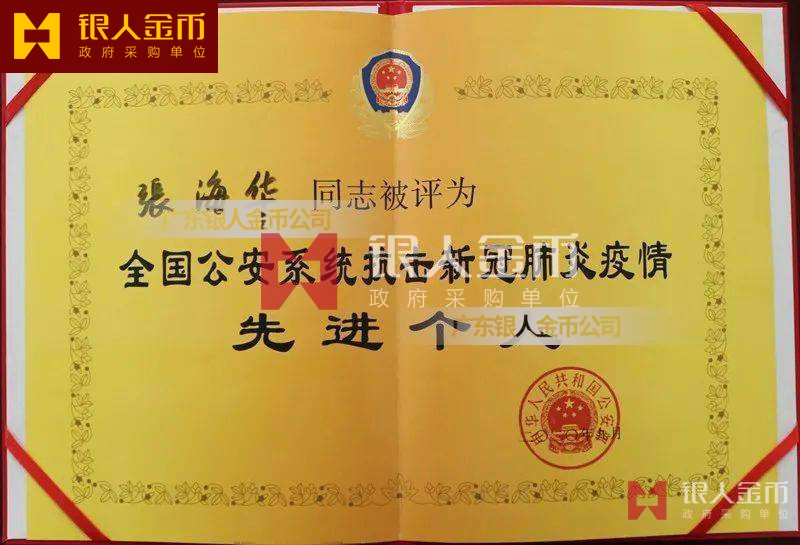 银人金币
政府采购单位
張海华 同志被评为
广东银人金币公司
全国公安系统抗击新冠肺炎疫情
银人金币
政府采购单位
先进个人
广东银人金币公司
中华人民共和国公安部
月
银人金币
政府采购单位